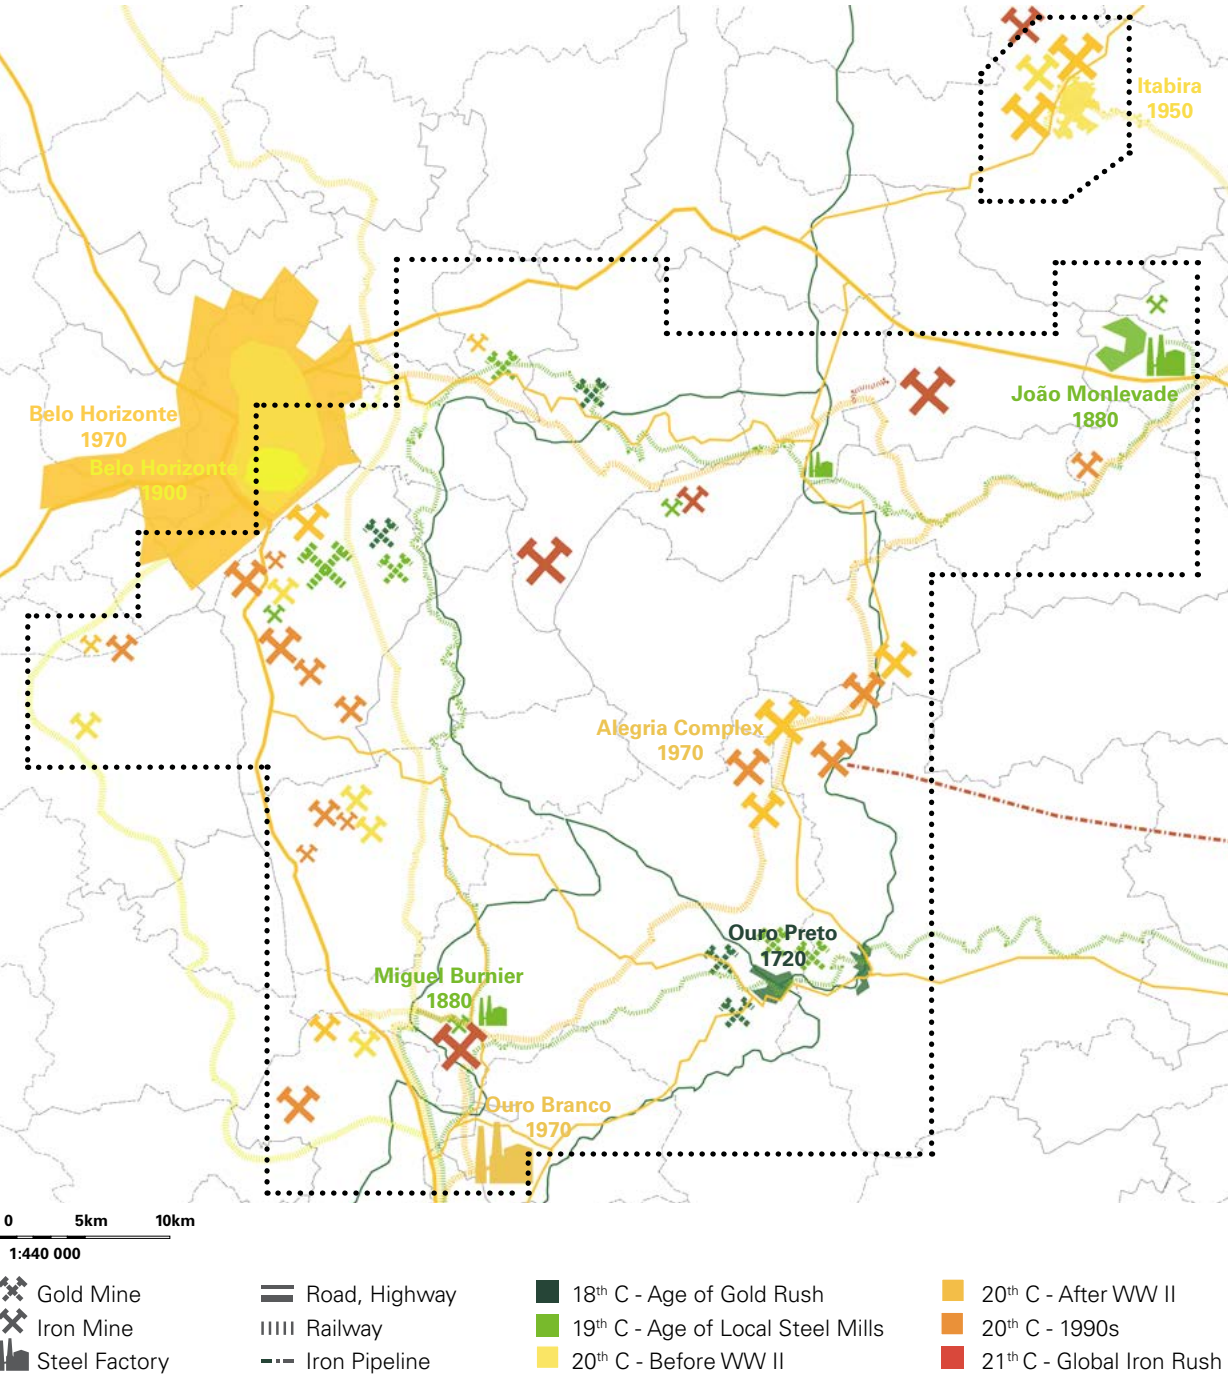 Itabira
1950
João Monlevade
1880
Belo Horizonte
1970
Belo Horizonte
1900
Alegria Complex
1970
Ouro Preto
1720
Miguel Burnier
1880
Ouro Branco
1970
0 5km 10km
1:440 000
Gold Mine
Iron Mine
Steel Factory
Road, Highway
Railway
Iron Pipeline
18th C - Age of Gold Rush
19th C - Age of Local Steel Mills
20th C - Before WW II
20th C - After WW II
20th C - 1990s
21th C - Global Iron Rush